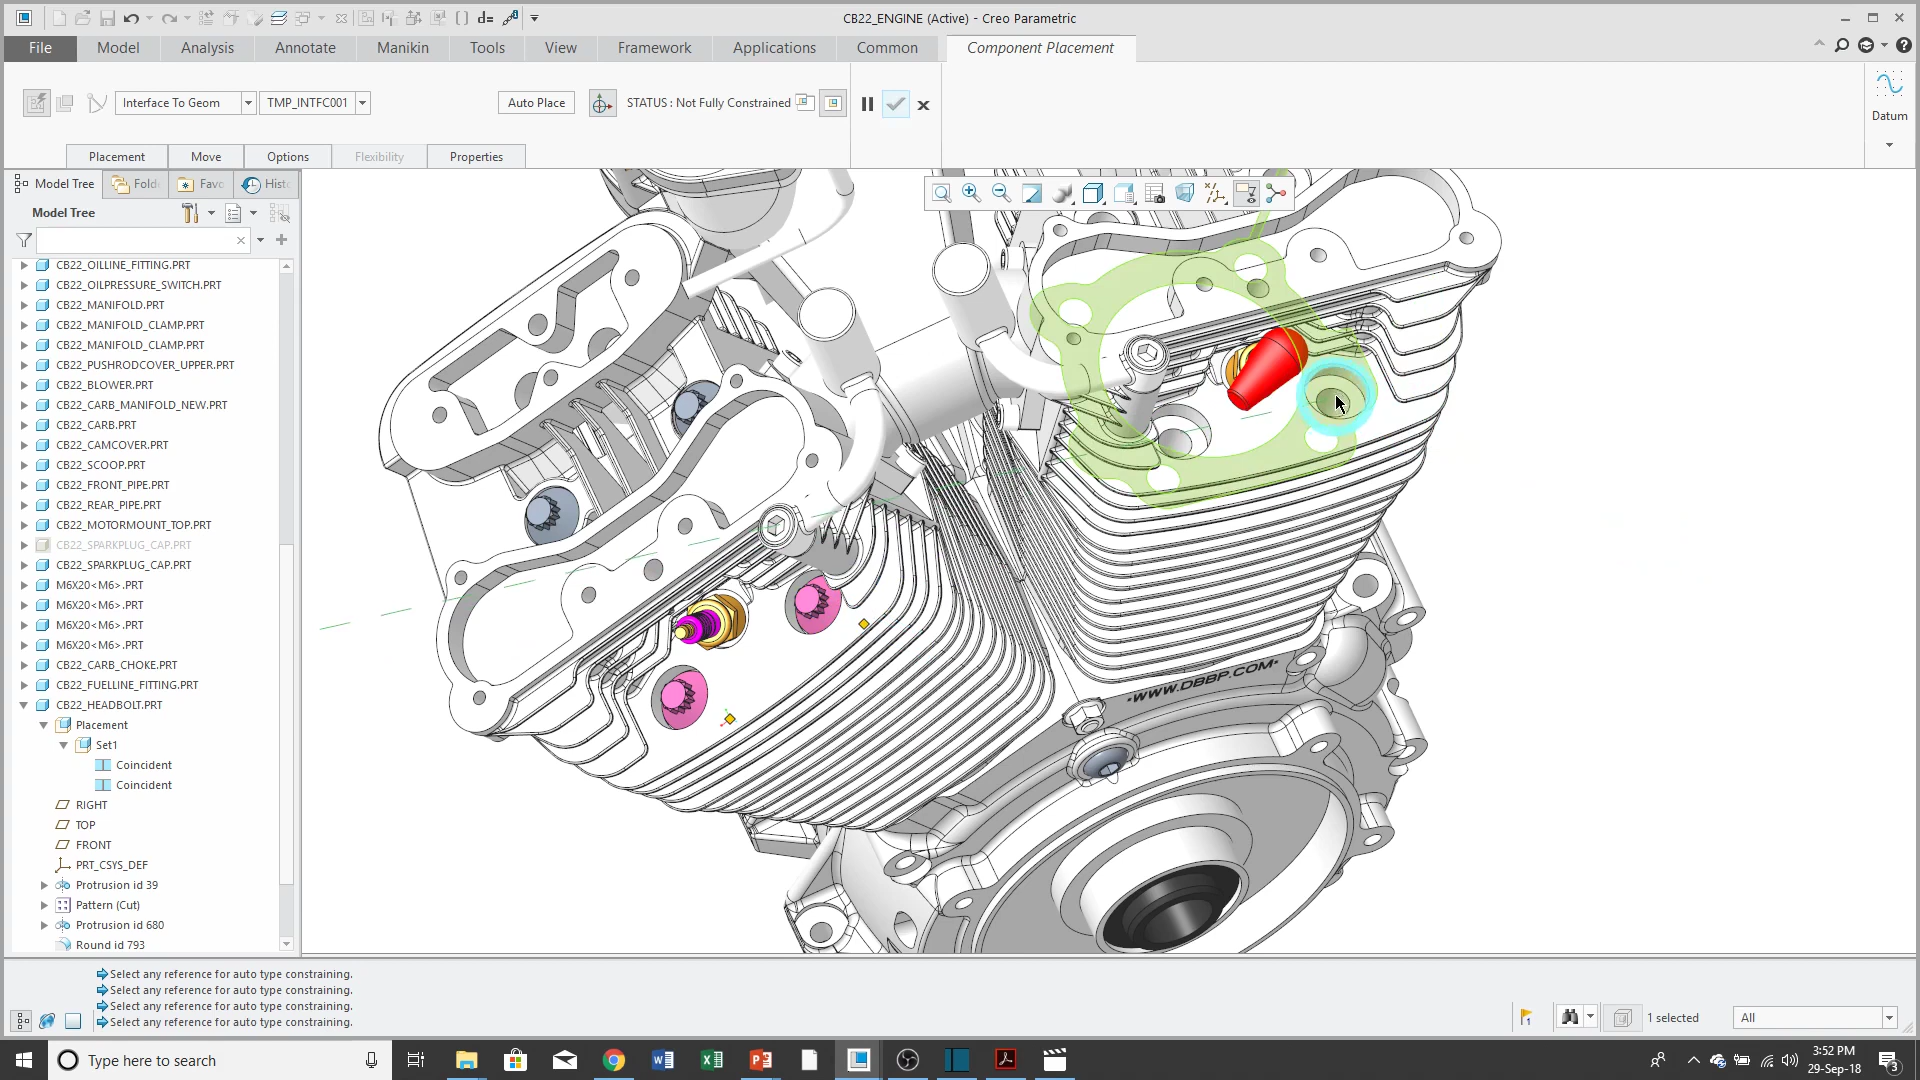 CB22_ENGINE (Active) - Creo Parametric
File
Model
Analysis
Annotate
Manikin
Tools
View
Framework
Applications
Common
Component Placement
Interface To Geom
TMP_INTFC001
Auto Place
STATUS : Not Fully Constrained
Datum
Placement
Move
Options
Flexibility
Properties
Model Tree
Fold
Favo
Histo
Model Tree
CB22_OILLINE_FITTING.PRT
CB22_OILPRESSURE_SWITCH.PRT
CB22_MANIFOLD.PRT
CB22_MANIFOLD_CLAMP.PRT
CB22_MANIFOLD_CLAMP.PRT
CB22_PUSHRODCOVER_UPPER.PRT
CB22_BLOWER.PRT
CB22_CARB_MANIFOLD_NEW.PRT
CB22_CARB.PRT
CB22_CAMCOVER.PRT
CB22_SCOOP.PRT
CB22_FRONT_PIPE.PRT
CB22_REAR_PIPE.PRT
CB22_MOTORMOUNT_TOP.PRT
CB22_SPARKPLUG_CAP.PRT
CB22_SPARKPLUG_CAP.PRT
M6X20<M6>.PRT
M6X20<M6>.PRT
M6X20<M6>.PRT
M6X20<M6>.PRT
CB22_CARB_CHOKE.PRT
CB22_FUELLINE_FITTING.PRT
CB22_HEADBOLT.PRT
Placement
Set1
Coincident
Coincident
RIGHT
TOP
FRONT
PRT_CSYS_DEF
Protrusion id 39
Pattern (Cut)
Protrusion id 680
Round id 793
·WWW.DBBP.COM·
Select any reference for auto type constraining.
Select any reference for auto type constraining.
Select any reference for auto type constraining.
Select any reference for auto type constraining.
1
1 selected
All
Type here to search
3:52 PM
29-Sep-18
3